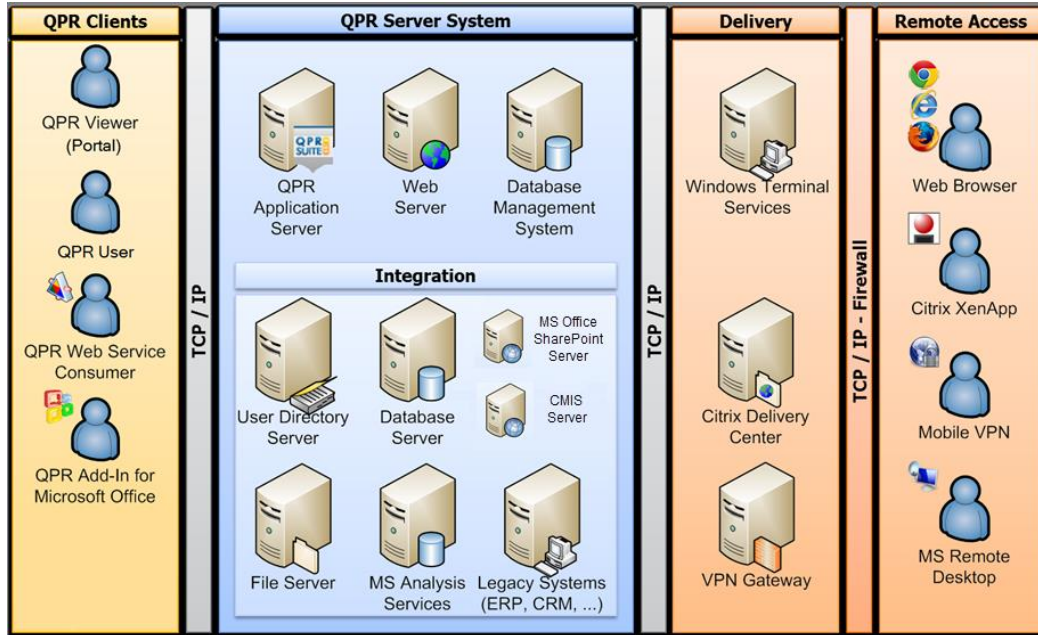 QPR Clients
QPR Viewer
(Portal)
QPR User
QPR Web Service
Consumer
QPR Add-In for
Microsoft Office
TCP / IP
QPR Server System
QPR
SUITE
QPR
Application
Server
Web
Server
Database
Management
System
Integration
User Directory
Server
Database
Server
MS Office
SharePoint
Server
CMIS
Server
File Server
MS Analysis
Services
Legacy Systems
(ERP, CRM, ...)
TCP / IP
Delivery
Windows Terminal
Services
Citrix Delivery
Center
VPN Gateway
TCP / IP - Firewall
Remote Access
Web Browser
Citrix XenApp
Mobile VPN
MS Remote
Desktop